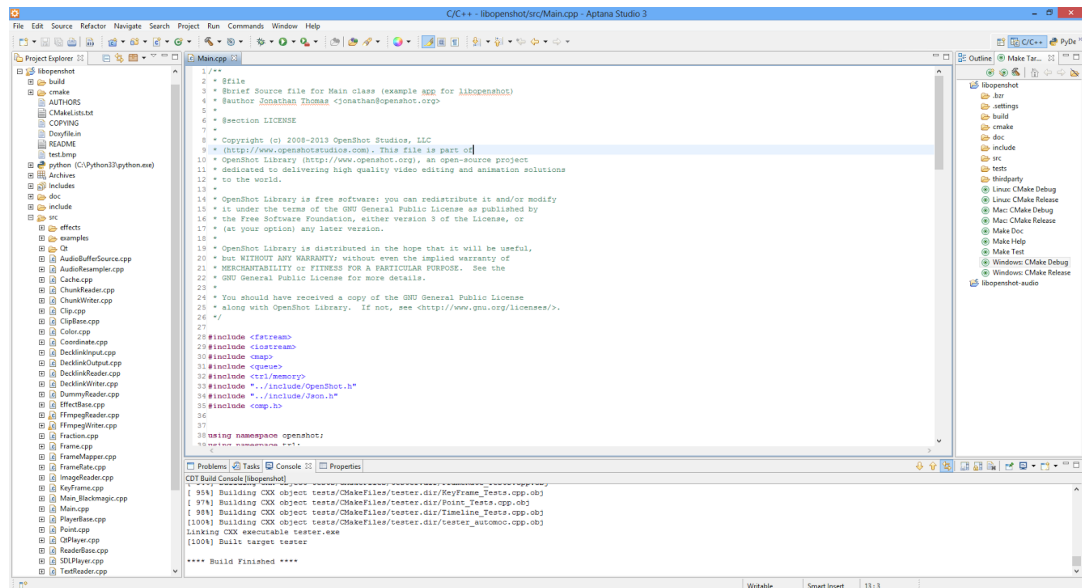 C/C++ - libopenshot/src/Main.cpp - Aptana Studio 3
File Edit Source Refactor Navigate Search Project Run Commands Window Help
C/C++
PyDe
Project Explorer
libopenshot
build
cmake
AUTHORS
CMakeLists.txt
COPYING
Doxyfile.in
README
test.bmp
python (C:\Python33\python.exe)
Archives
Includes
doc
include
src
effects
examples
Qt
AudioBufferSource.cpp
AudioResampler.cpp
Cache.cpp
ChunkReader.cpp
ChunkWriter.cpp
Clip.cpp
ClipBase.cpp
Color.cpp
Coordinate.cpp
DecklinkInput.cpp
DecklinkOutput.cpp
DecklinkReader.cpp
DecklinkWriter.cpp
DummyReader.cpp
EffectBase.cpp
FFmpegReader.cpp
FFmpegWriter.cpp
Fraction.cpp
Frame.cpp
FrameMapper.cpp
FrameRate.cpp
ImageReader.cpp
KeyFrame.cpp
Main_Blackmagic.cpp
Main.cpp
PlayerBase.cpp
Point.cpp
QtPlayer.cpp
ReaderBase.cpp
SDLPlayer.cpp
TextReader.cpp
Main.cpp
1 /**
2 * @file
3 * @brief Source file for Main class (example app for libopenshot)
4 * @author Jonathan Thomas <jonathan@openshot.org>
5 *
6 * @section LICENSE
7 *
8 * Copyright (c) 2008-2013 OpenShot Studios, LLC
9 * (http://www.openshotstudios.com). This file is part of
10 * OpenShot Library (http://www.openshot.org), an open-source project
11 * dedicated to delivering high quality video editing and animation solutions
12 * to the world.
13 *
14 * OpenShot Library is free software: you can redistribute it and/or modify
15 * it under the terms of the GNU General Public License as published by
16 * the Free Software Foundation, either version 3 of the License, or
17 * (at your option) any later version.
18 *
19 * OpenShot Library is distributed in the hope that it will be useful,
20 * but WITHOUT ANY WARRANTY; without even the implied warranty of
21 * MERCHANTABILITY or FITNESS FOR A PARTICULAR PURPOSE. See the
22 * GNU General Public License for more details.
23 *
24 * You should have received a copy of the GNU General Public License
25 * along with OpenShot Library. If not, see <http://www.gnu.org/licenses/>.
26 */
27
28 #include <fstream>
29 #include <iostream>
30 #include <map>
31 #include <queue>
32 #include <tr1/memory>
33 #include "../include/OpenShot.h"
34 #include "../include/Json.h"
35 #include <omp.h>
36
37
38 using namespace openshot;
39 using namespace tr1;
Problems Tasks Console Properties
CDT Build Console [libopenshot]
[ 95%] Building CXX object tests/CMakeFiles/tester.dir/KeyFrame_Tests.cpp.obj
[ 97%] Building CXX object tests/CMakeFiles/tester.dir/Point_Tests.cpp.obj
[ 98%] Building CXX object tests/CMakeFiles/tester.dir/Timeline_Tests.cpp.obj
[100%] Building CXX object tests/CMakeFiles/tester.dir/tester_automoc.cpp.obj
Linking CXX executable tester.exe
[100%] Built target tester
**** Build Finished ****
Outline Make Tar...
libopenshot
.bzr
.settings
build
cmake
doc
include
src
tests
thirdparty
Linux: CMake Debug
Linux: CMake Release
Mac: CMake Debug
Mac: CMake Release
Make Doc
Make Help
Make Test
Windows: CMake Debug
Windows: CMake Release
libopenshot-audio
Writable Smart Insert 13 : 3